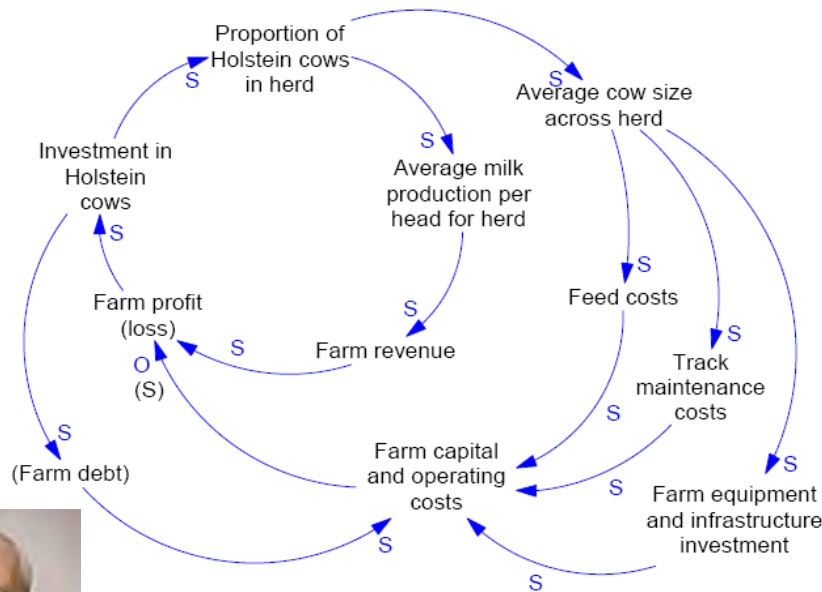 Proportion of
Holstein cows
in herd
S
S
Average cow size
across herd
Investment in
Holstein
cows
S
Average milk
production per
head for herd
S
S
Feed costs
Farm profit
(loss)
S
Farm revenue
S
O
(S)
S
Track
maintenance
costs
S
(Farm debt)
S
Farm capital
and operating
costs
S
S
Farm equipment
and infrastructure
investment
S
S